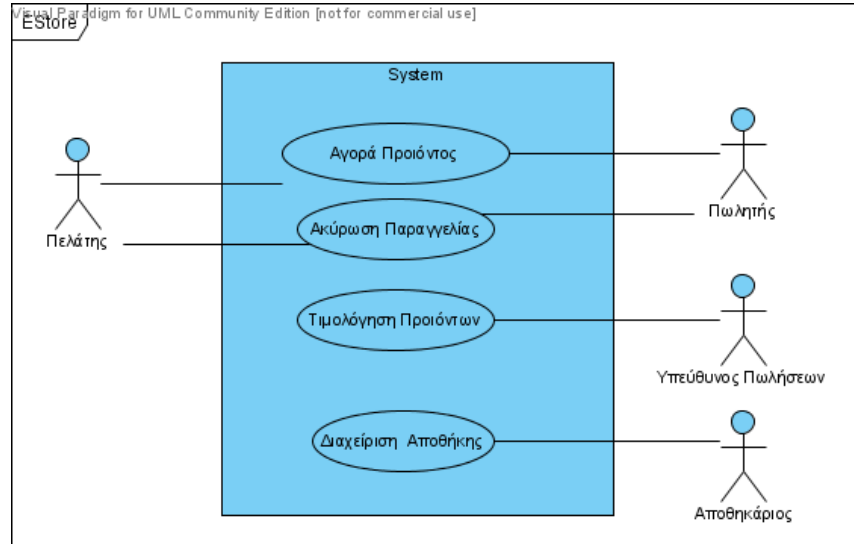 Visual Paradigm for UML Community Edition [not for commercial use]
EStore
System
Αγορά Προιόντος
Πελάτης
Ακύρωση Παραγγελίας
Πωλητής
Τιμολόγηση Προιόντων
Υπεύθυνος Πωλήσεων
Διαχείριση Αποθήκης
Αποθηκάριος